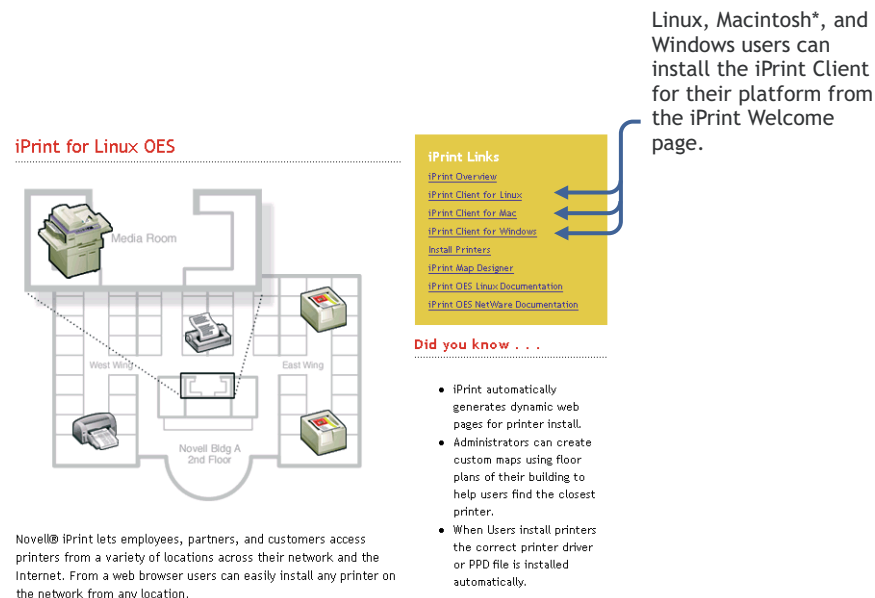 Linux, Macintosh*, and
Windows users can
install the iPrint Client
for their platform from
the iPrint Welcome
page.
iPrint for Linux OES
Media Room
West Wing
East Wing
Novell Bldg A
2nd Floor
Novell® iPrint lets employees, partners, and customers access
printers from a variety of locations across their network and the
Internet. From a web browser users can easily install any printer on
the network from any location.
iPrint Links
iPrint Overview
iPrint Client for Linux
iPrint Client for Mac
iPrint Client for Windows
Install Printers
iPrint Map Designer
iPrint OES Linux Documentation
iPrint OES NetWare Documentation
Did you know . . .
• iPrint automatically
generates dynamic web
pages for printer install.
• Administrators can create
custom maps using floor
plans of their building to
help users find the closest
printer.
• When Users install printers
the correct printer driver
or PPD file is installed
automatically.